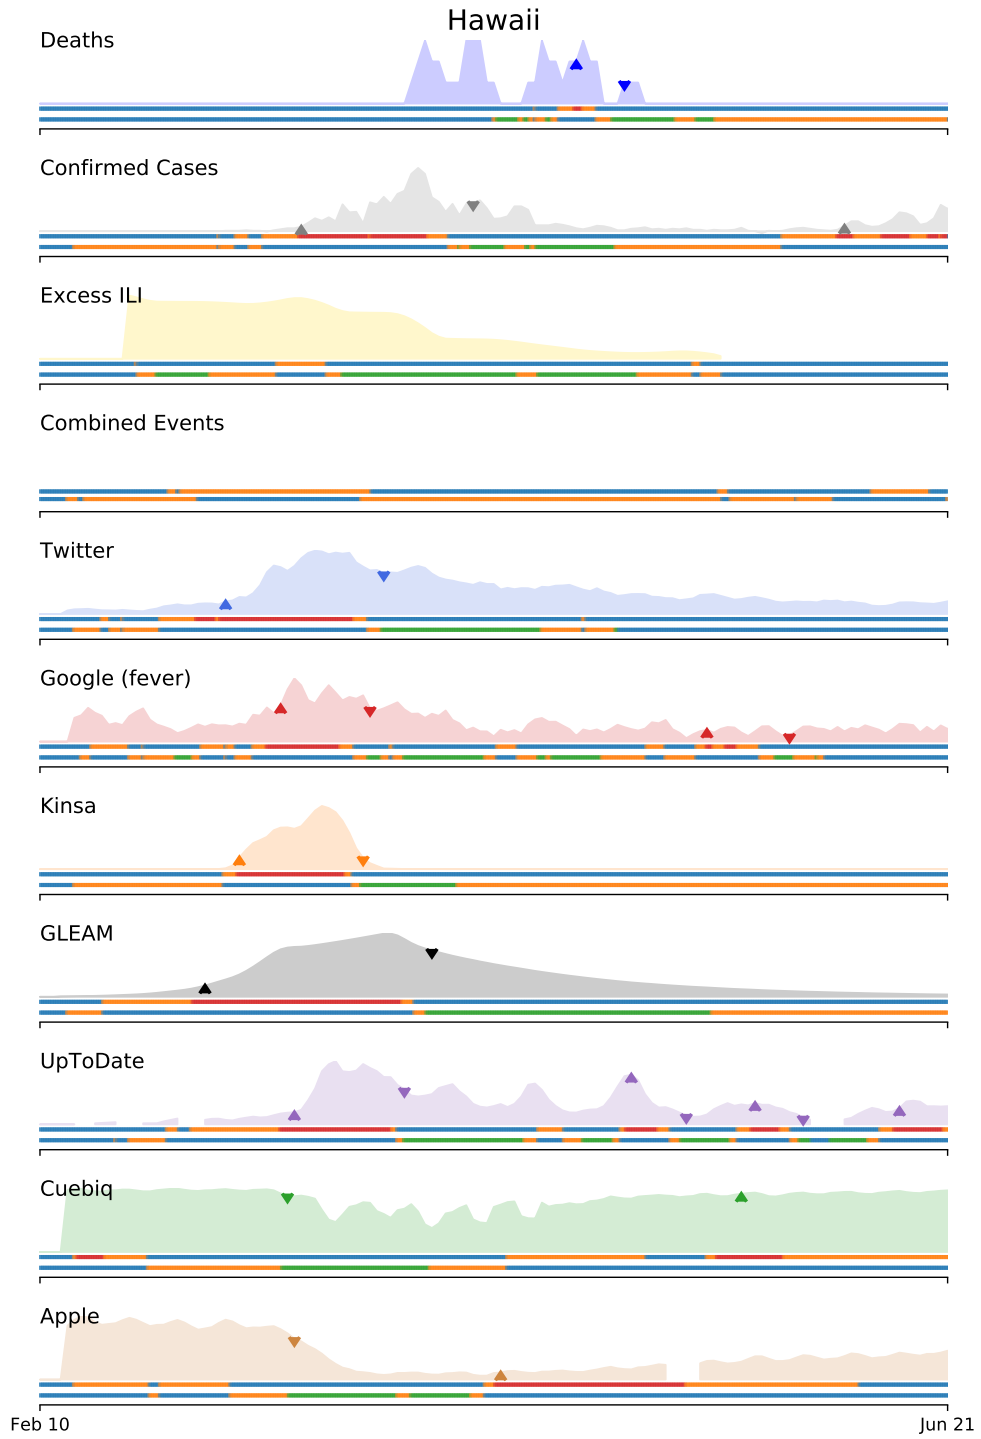 Hawaii
Deaths
Confirmed Cases
Excess ILI
Combined Events
Twitter
Google (fever)
Kinsa
GLEAM
UpToDate
Cuebiq
Apple
Feb 10
Jun 21